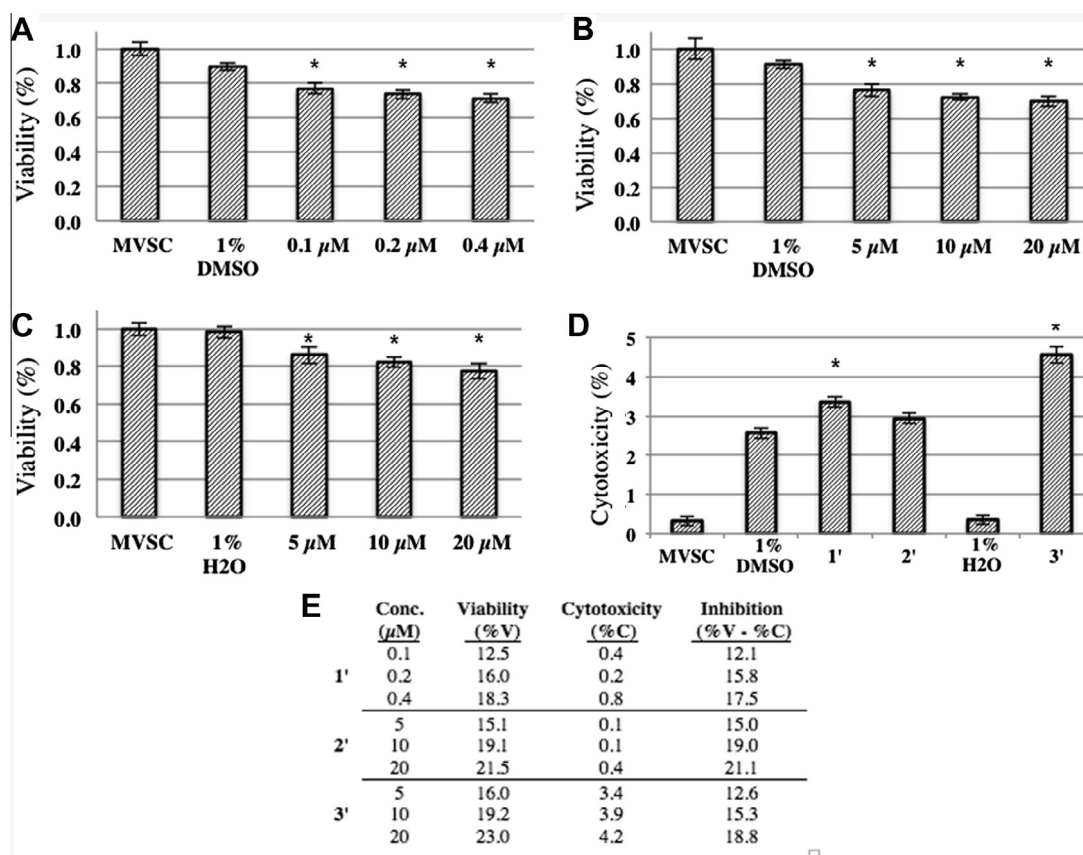 A
Viability (%)
1.0
0.8
0.6
0.4
0.2
0.0
* * *
MVSC 1% DMSO 0.1 µM 0.2 µM 0.4 µM
B
Viability (%)
1.0
0.8
0.6
0.4
0.2
0.0
* * *
MVSC 1% DMSO 5 µM 10 µM 20 µM
C
Viability (%)
1.0
0.8
0.6
0.4
0.2
0.0
* * *
MVSC 1% H2O 5 µM 10 µM 20 µM
D
Cytotoxicity (%)
5
4
3
2
1
0
* *
MVSC 1% DMSO 1' 2' 1% H2O 3'
E
Conc. Viability Cytotoxicity Inhibition
(µM) (%V) (%C) (%V - %C)
0.1 12.5 0.4 12.1
1' 0.2 16.0 0.2 15.8
0.4 18.3 0.8 17.5
5 15.1 0.1 15.0
2' 10 19.1 0.1 19.0
20 21.5 0.4 21.1
5 16.0 3.4 12.6
3' 10 19.2 3.9 15.3
20 23.0 4.2 18.8